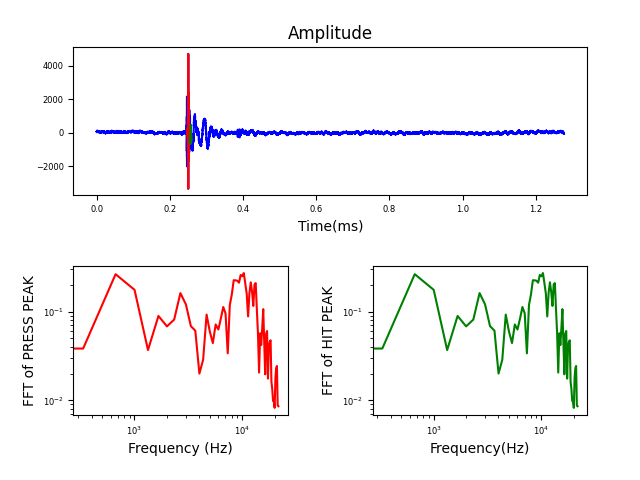 Amplitude
4000
2000
0
−2000
0.0 0.2 0.4 0.6 0.8 1.0 1.2
Time(ms)
FFT of PRESS PEAK
10⁻¹
10⁻²
10³ 10⁴
Frequency (Hz)
FFT of HIT PEAK
10⁻¹
10⁻²
10³ 10⁴
Frequency(Hz)